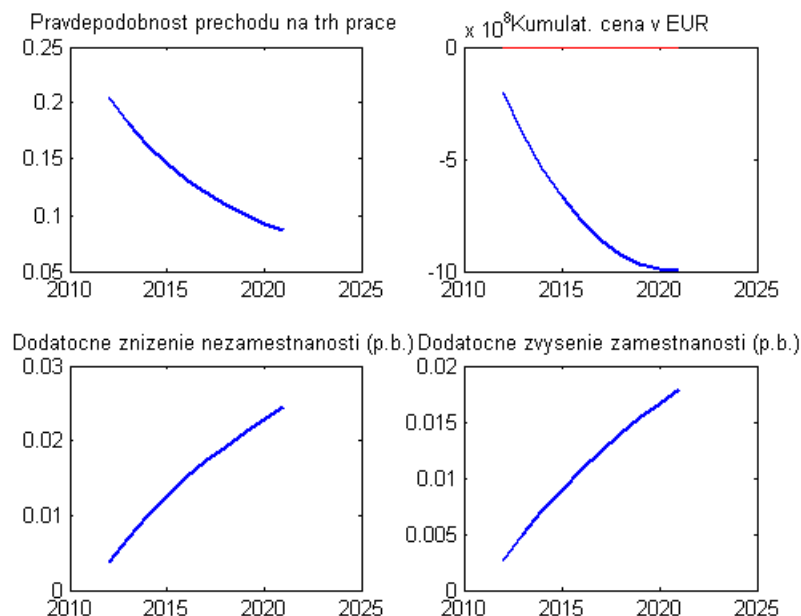 Pravdepodobnost prechodu na trh prace
0.25
0.2
0.15
0.1
0.05
2010 2015 2020 2025
x 10^8 Kumulat. cena v EUR
0
-5
-10
2010 2015 2020 2025
Dodatocne znizenie nezamestnanosti (p.b.)
0.03
0.02
0.01
0
2010 2015 2020 2025
Dodatocne zvysenie zamestnanosti (p.b.)
0.02
0.015
0.01
0.005
0
2010 2015 2020 2025